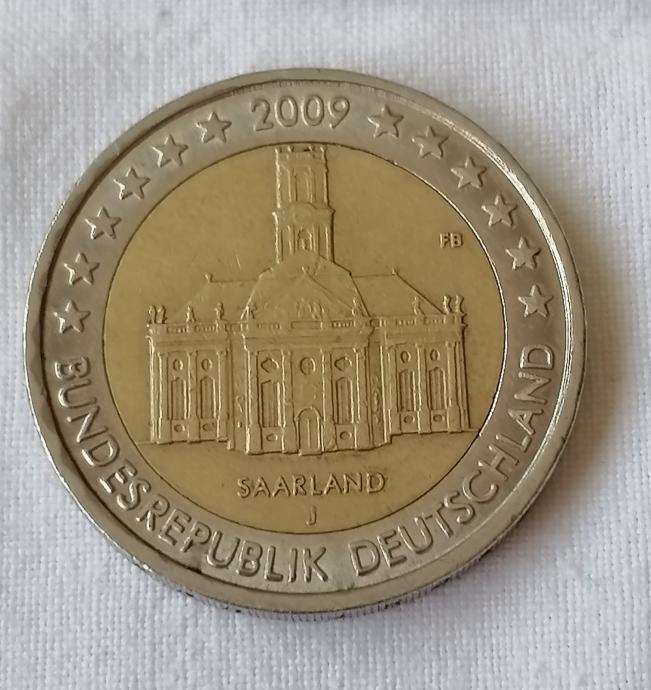 2009
FB
SAARLAND
J
BUNDESREPUBLIK DEUTSCHLAND